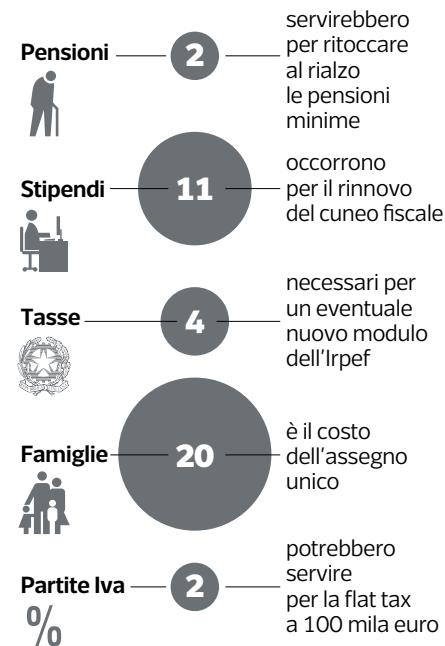 Pensioni
2
servirebbero
per ritoccare
al rialzo
le pensioni
minime
Stipendi
11
occorrono
per il rinnovo
del cuneo fiscale
Tasse
4
necessari per
un eventuale
nuovo modulo
dell'Irpef
Famiglie
20
è il costo
dell'assegno
unico
Partite Iva
2
potrebbero
servire
per la flat tax
a 100 mila euro
%